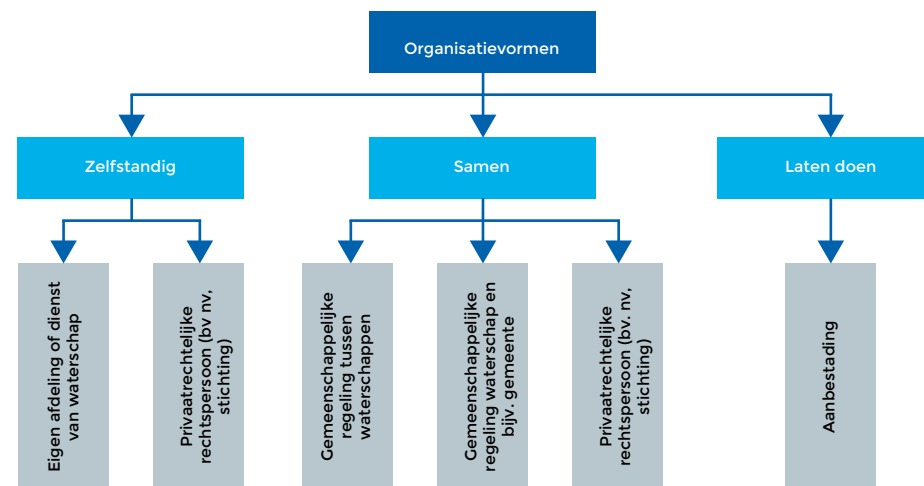 Organisatievormen
Zelfstandig
Samen
Laten doen
Eigen afdeling of dienst
van waterschap
Privaatrechtelijke
rechtspersoon (bv nv,
stichting)
Gemeenschappelijke
regeling tussen
waterschappen
Gemeenschappelijke
regeling waterschap en
bijv. gemeente
Privaatrechtelijke
rechtspersoon (bv. nv,
stichting)
Aanbestading